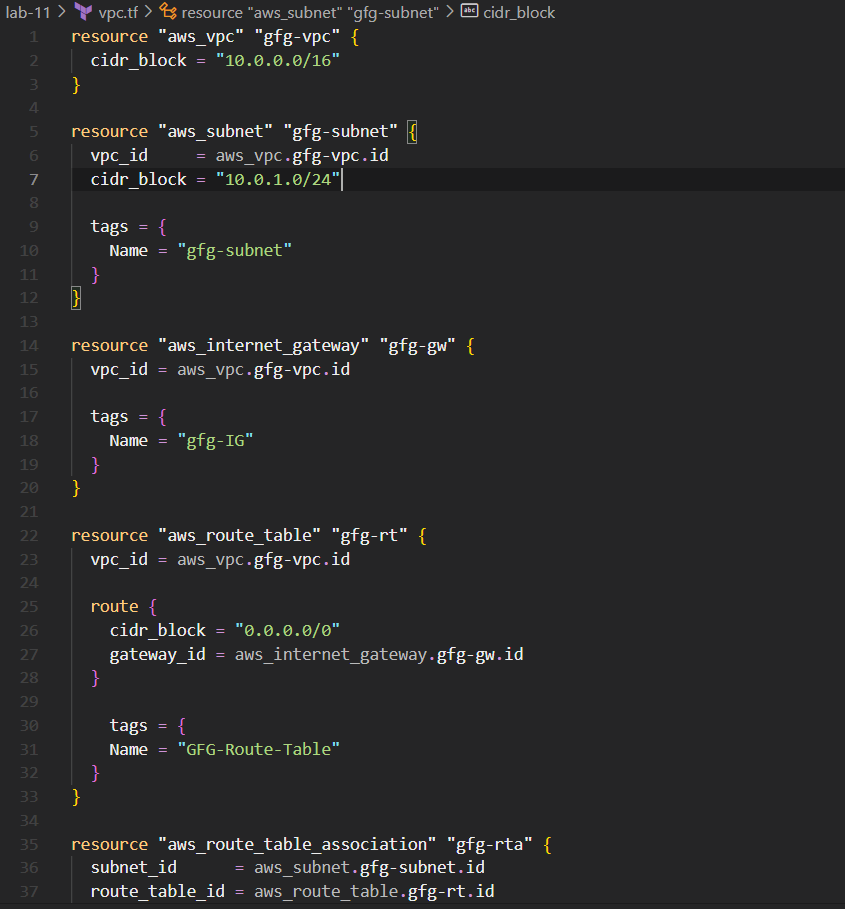 lab-11 > vpc.tf > resource "aws_subnet" "gfg-subnet" > abc cidr_block
1 resource "aws_vpc" "gfg-vpc" {
2   cidr_block = "10.0.0.0/16"
3 }
4
5 resource "aws_subnet" "gfg-subnet" {
6   vpc_id     = aws_vpc.gfg-vpc.id
7   cidr_block = "10.0.1.0/24"
8
9   tags = {
10     Name = "gfg-subnet"
11   }
12 }
13
14 resource "aws_internet_gateway" "gfg-gw" {
15   vpc_id = aws_vpc.gfg-vpc.id
16
17   tags = {
18     Name = "gfg-IG"
19   }
20 }
21
22 resource "aws_route_table" "gfg-rt" {
23   vpc_id = aws_vpc.gfg-vpc.id
24
25   route {
26     cidr_block = "0.0.0.0/0"
27     gateway_id = aws_internet_gateway.gfg-gw.id
28   }
29
30     tags = {
31     Name = "GFG-Route-Table"
32   }
33 }
34
35 resource "aws_route_table_association" "gfg-rta" {
36   subnet_id      = aws_subnet.gfg-subnet.id
37   route_table_id = aws_route_table.gfg-rt.id